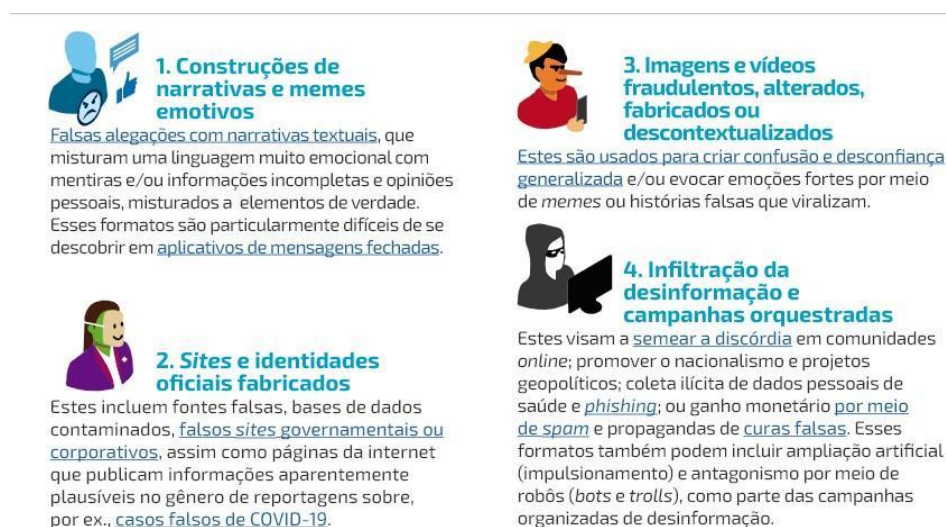 1. Construções de
narrativas e memes
emotivos
Falsas alegações com narrativas textuais, que
misturam uma linguagem muito emocional com
mentiras e/ou informações incompletas e opiniões
pessoais, misturados a elementos de verdade.
Esses formatos são particularmente difíceis de se
descobrir em aplicativos de mensagens fechadas.
2. Sites e identidades
oficiais fabricados
Estes incluem fontes falsas, bases de dados
contaminados, falsos sites governamentais ou
corporativos, assim como páginas da internet
que publicam informações aparentemente
plausíveis no gênero de reportagens sobre,
por ex., casos falsos de COVID-19.
3. Imagens e vídeos
fraudulentos, alterados,
fabricados ou
descontextualizados
Estes são usados para criar confusão e desconfiança
generalizada e/ou evocar emoções fortes por meio
de memes ou histórias falsas que viralizam.
4. Infiltração da
desinformação e
campanhas orquestradas
Estes visam a semear a discórdia em comunidades
online; promover o nacionalismo e projetos
geopolíticos; coleta ilícita de dados pessoais de
saúde e phishing; ou ganho monetário por meio
de spam e propagandas de curas falsas. Esses
formatos também podem incluir ampliação artificial
(impulsionamento) e antagonismo por meio de
robôs (bots e trolls), como parte das campanhas
organizadas de desinformação.